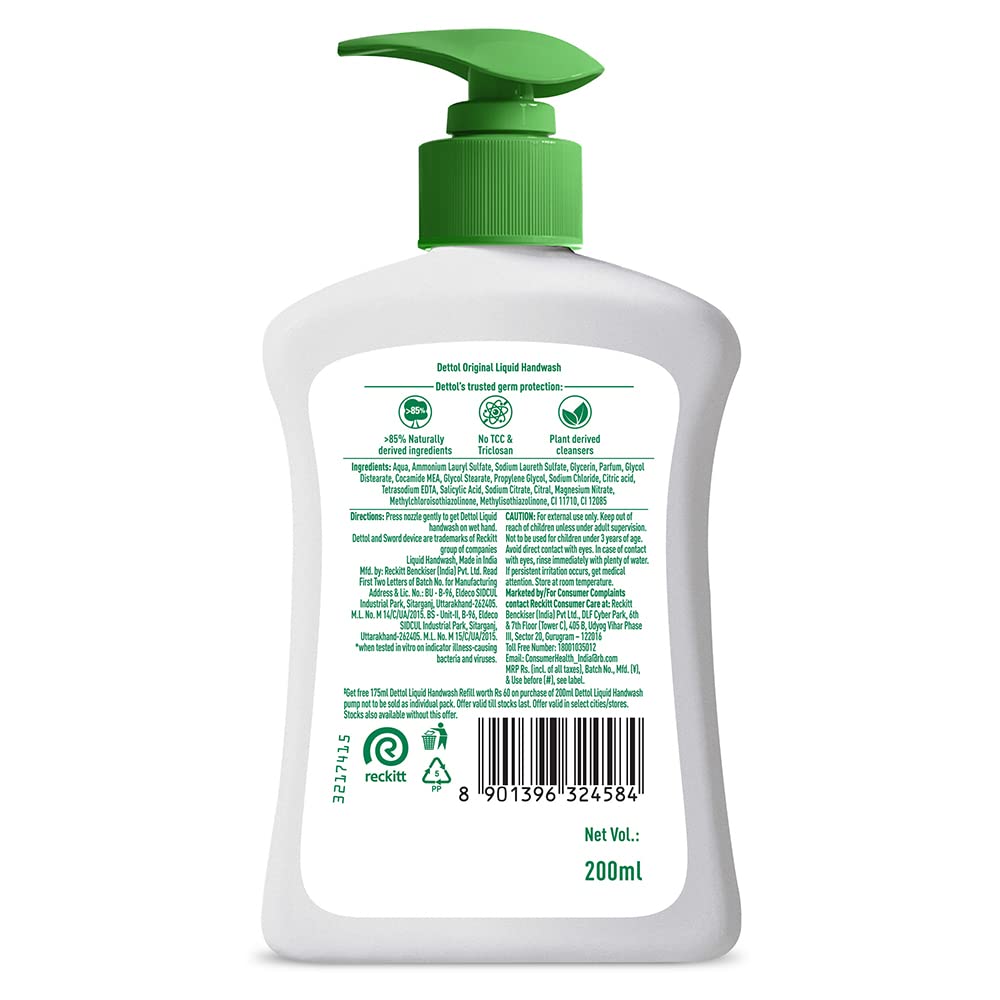 Dettol Original Liquid Handwash
Dettol's trusted germ protection:
>85%
>85% Naturally
derived ingredients
No TCC &
Triclosan
Plant derived
cleansers
Ingredients: Aqua, Ammonium Lauryl Sulfate, Sodium Laureth Sulfate, Glycerin, Parfum, Glycol
Distearate, Cocamide MEA, Glycol Stearate, Propylene Glycol, Sodium Chloride, Citric acid,
Tetrasodium EDTA, Salicylic Acid, Sodium Citrate, Citral, Magnesium Nitrate,
Methylchloroisothiazolinone, Methylisothiazolinone, CI 11710, CI 12085
Directions: Press nozzle gently to get Dettol Liquid
handwash on wet hand.
Dettol and Sword device are trademarks of Reckitt
group of companies
Liquid Handwash, Made in India
Mfd. by: Reckitt Benckiser (India) Pvt. Ltd. Read
First Two Letters of Batch No. for Manufacturing
Address & Lic. No.: BU - B-96, Eldeco SIDCUL
Industrial Park, Sitarganj, Uttarakhand-262405.
M.L. No. M 14/C/UA/2015. BS - Unit-II, B-96, Eldeco
SIDCUL Industrial Park, Sitarganj,
Uttarakhand-262405. M.L. No. M 15/C/UA/2015.
*when tested in vitro on indicator illness-causing
bacteria and viruses.
CAUTION: For external use only. Keep out of
reach of children unless under adult supervision.
Not to be used for children under 3 years of age.
Avoid direct contact with eyes. In case of contact
with eyes, rinse immediately with plenty of water.
If persistent irritation occurs, get medical
attention. Store at room temperature.
Marketed by/For Consumer Complaints
contact Reckitt Consumer Care at: Reckitt
Benckiser (India) Pvt Ltd., DLF Cyber Park, 6th
& 7th Floor (Tower C), 405 B, Udyog Vihar Phase
III, Sector 20, Gurugram – 122016
Toll Free Number: 18001035012
Email: ConsumerHealth_India@rb.com
MRP Rs. (incl. of all taxes), Batch No., Mfd. (¥),
& Use before (#), see label.
‡Get free 175ml Dettol Liquid Handwash Refill worth Rs 60 on purchase of 200ml Dettol Liquid Handwash
pump not to be sold as individual pack. Offer valid till stocks last. Offer valid in select cities/stores.
Stocks also available without this offer.
3217415
reckitt
5
PP
8 901396 324584
Net Vol.:
200ml